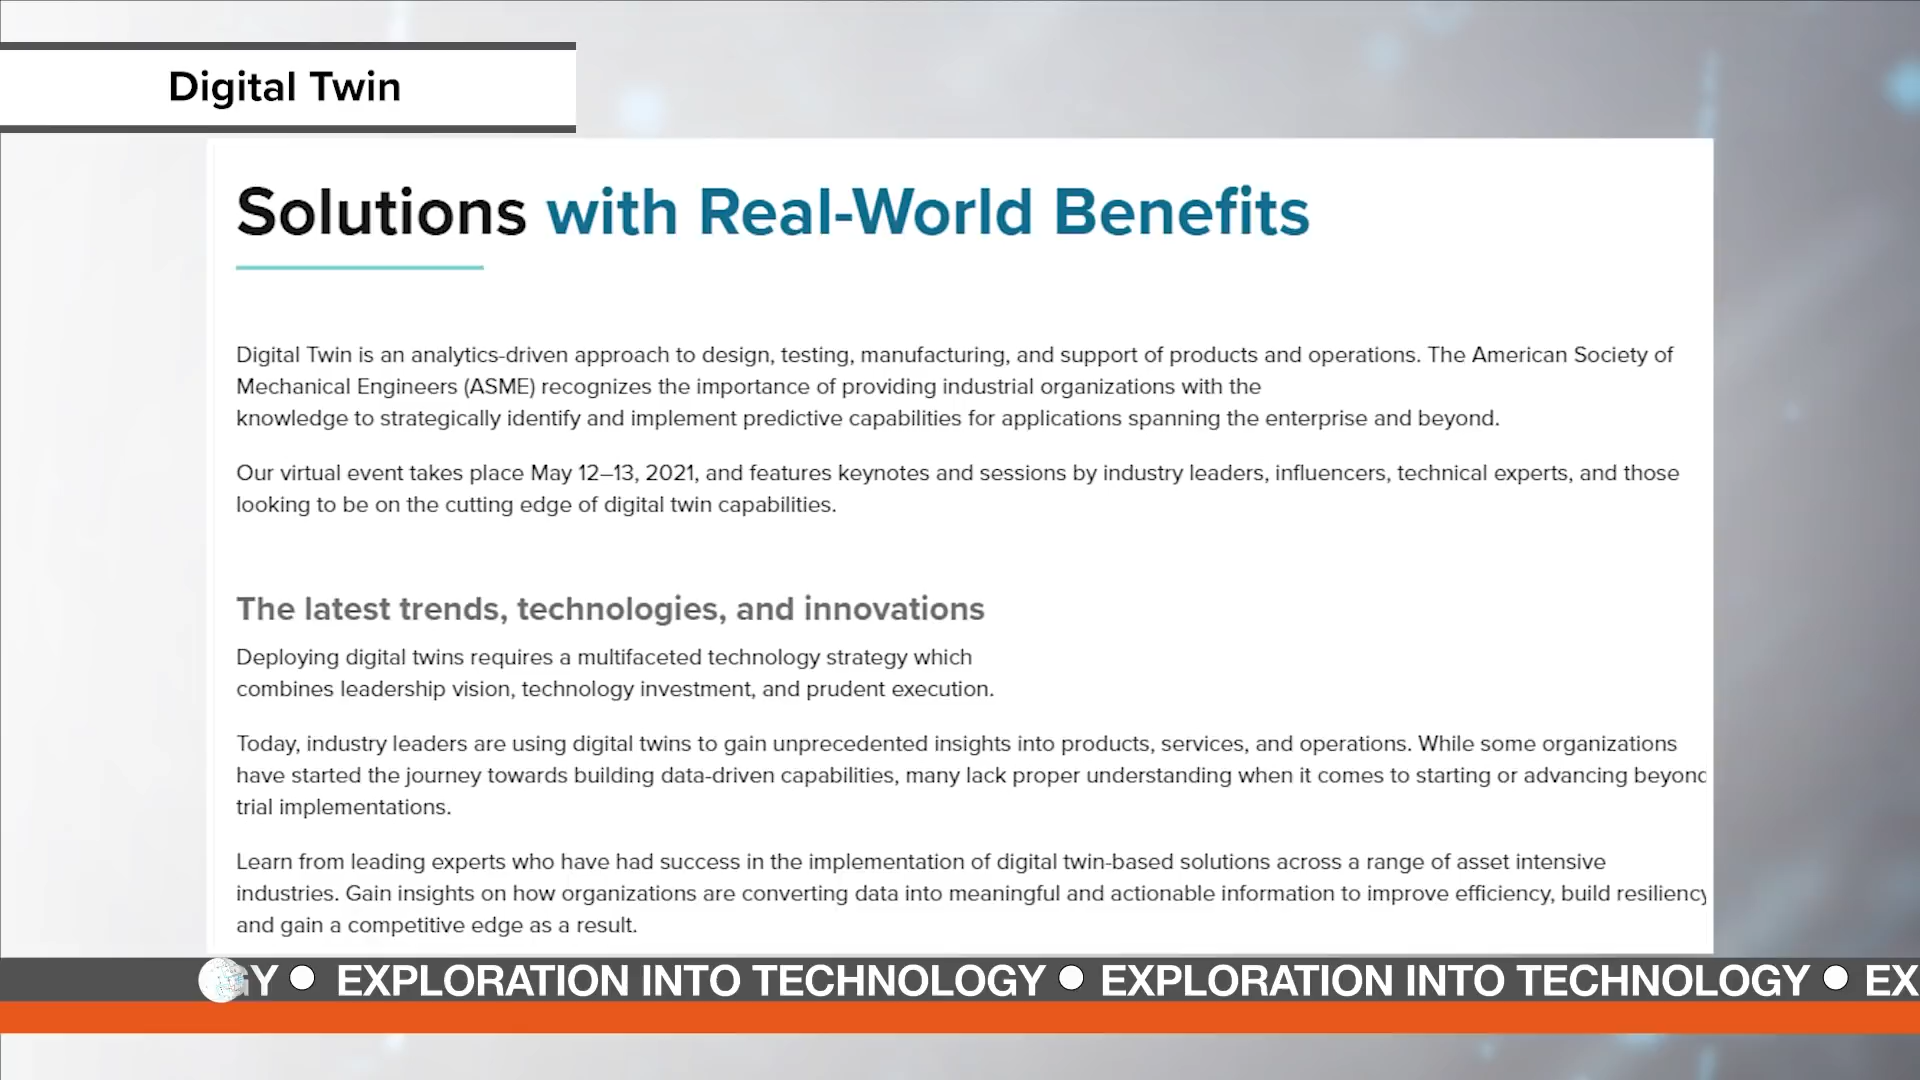 Digital Twin
Solutions with Real-World Benefits
Digital Twin is an analytics-driven approach to design, testing, manufacturing, and support of products and operations. The American Society of
Mechanical Engineers (ASME) recognizes the importance of providing industrial organizations with the
knowledge to strategically identify and implement predictive capabilities for applications spanning the enterprise and beyond.
Our virtual event takes place May 12–13, 2021, and features keynotes and sessions by industry leaders, influencers, technical experts, and those
looking to be on the cutting edge of digital twin capabilities.
The latest trends, technologies, and innovations
Deploying digital twins requires a multifaceted technology strategy which
combines leadership vision, technology investment, and prudent execution.
Today, industry leaders are using digital twins to gain unprecedented insights into products, services, and operations. While some organizations
have started the journey towards building data-driven capabilities, many lack proper understanding when it comes to starting or advancing beyond
trial implementations.
Learn from leading experts who have had success in the implementation of digital twin-based solutions across a range of asset intensive
industries. Gain insights on how organizations are converting data into meaningful and actionable information to improve efficiency, build resiliency
and gain a competitive edge as a result.
GY ● EXPLORATION INTO TECHNOLOGY ● EXPLORATION INTO TECHNOLOGY ● EX